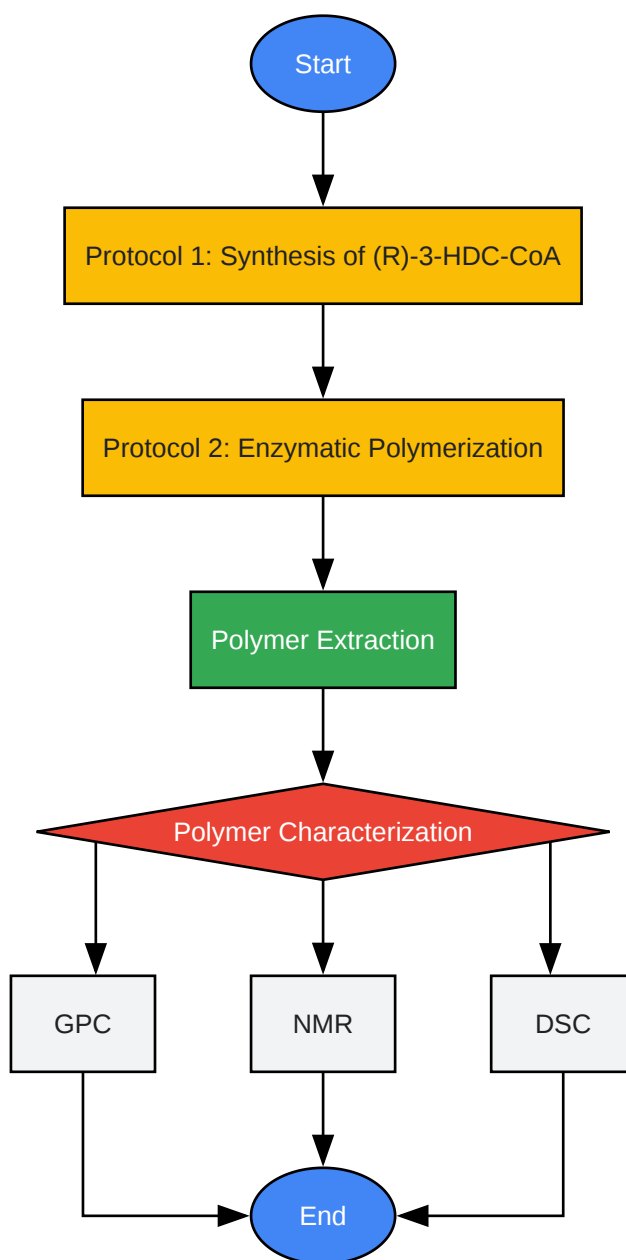 Start
Protocol 1: Synthesis of (R)-3-HDC-CoA
Protocol 2: Enzymatic Polymerization
Polymer Extraction
Polymer Characterization
GPC
NMR
DSC
End